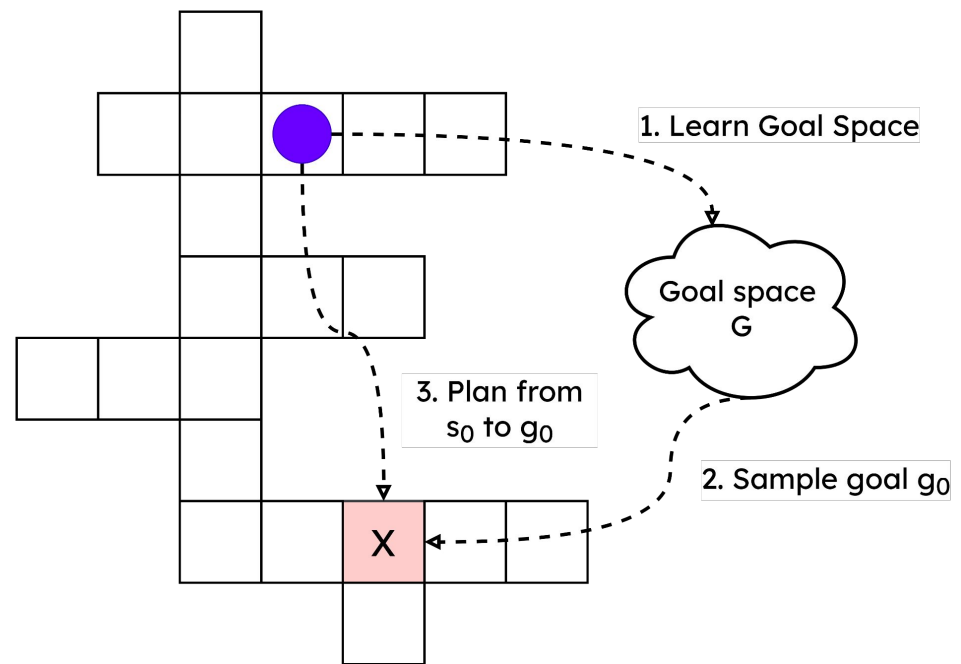 1. Learn Goal Space
Goal space
G
3. Plan from
s₀ to g₀
2. Sample goal g₀
X